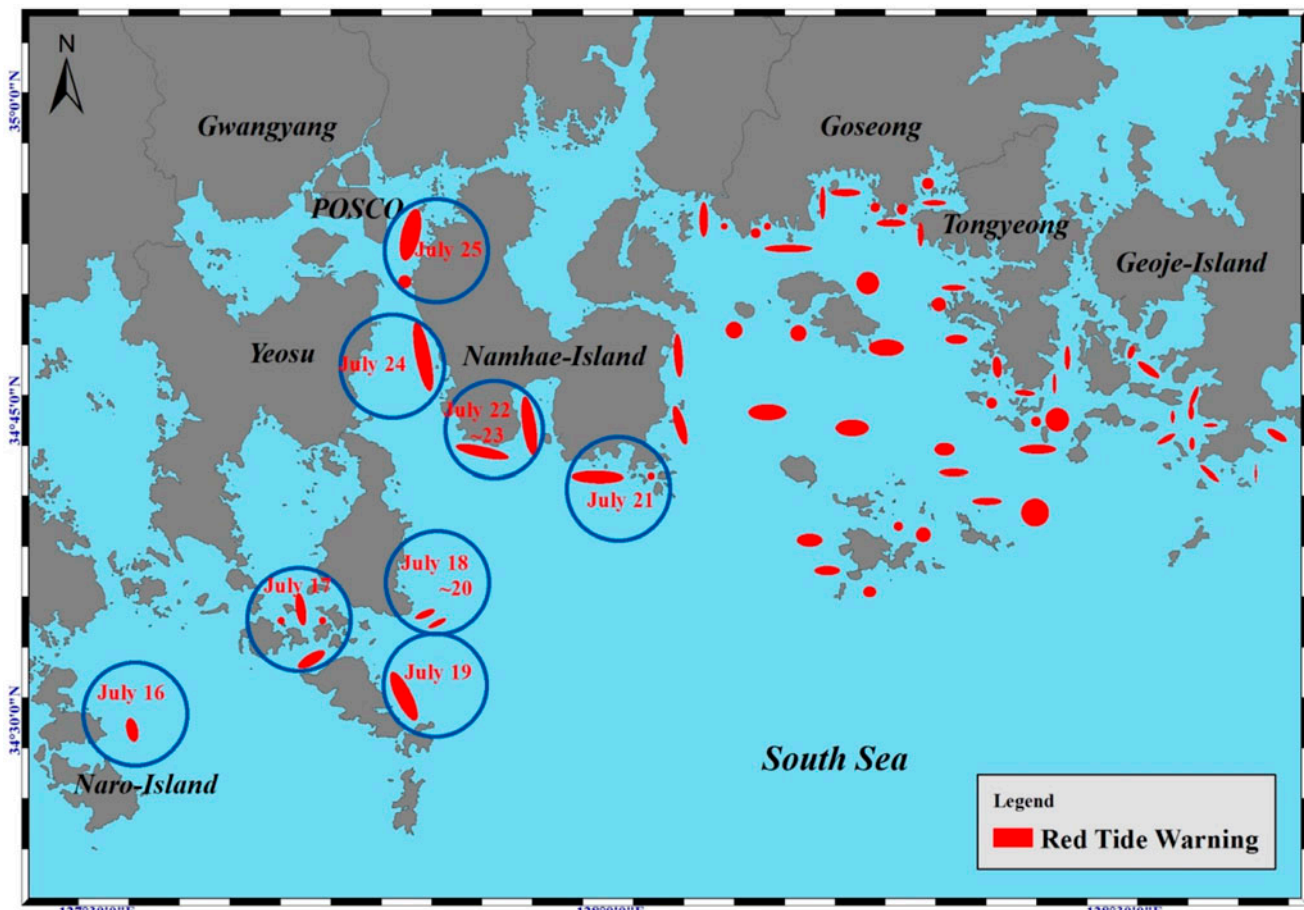 N
35°0'0"N
34°45'0"N
34°30'0"N
Gwangyang
Goseong
POSCO
Tongyeong
Geoje-Island
July 25
Yeosu
July 24
Namhae-Island
July 22
~23
July 21
July 18
~20
July 17
July 19
July 16
Naro-Island
South Sea
Legend
Red Tide Warning